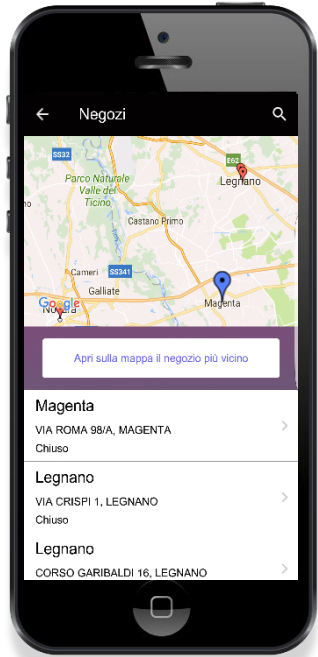 Negozi
SS32
E62
Parco Naturale
Legnano
Valle del
Ticino
Castano Primo
Cameri
SS341
Galliate
Magenta
Google
Apri sulla mappa il negozio più vicino
Magenta
VIA ROMA 98/A, MAGENTA
Chiuso
Legnano
VIA CRISPI 1, LEGNANO
Chiuso
Legnano
CORSO GARIBALDI 16, LEGNANO